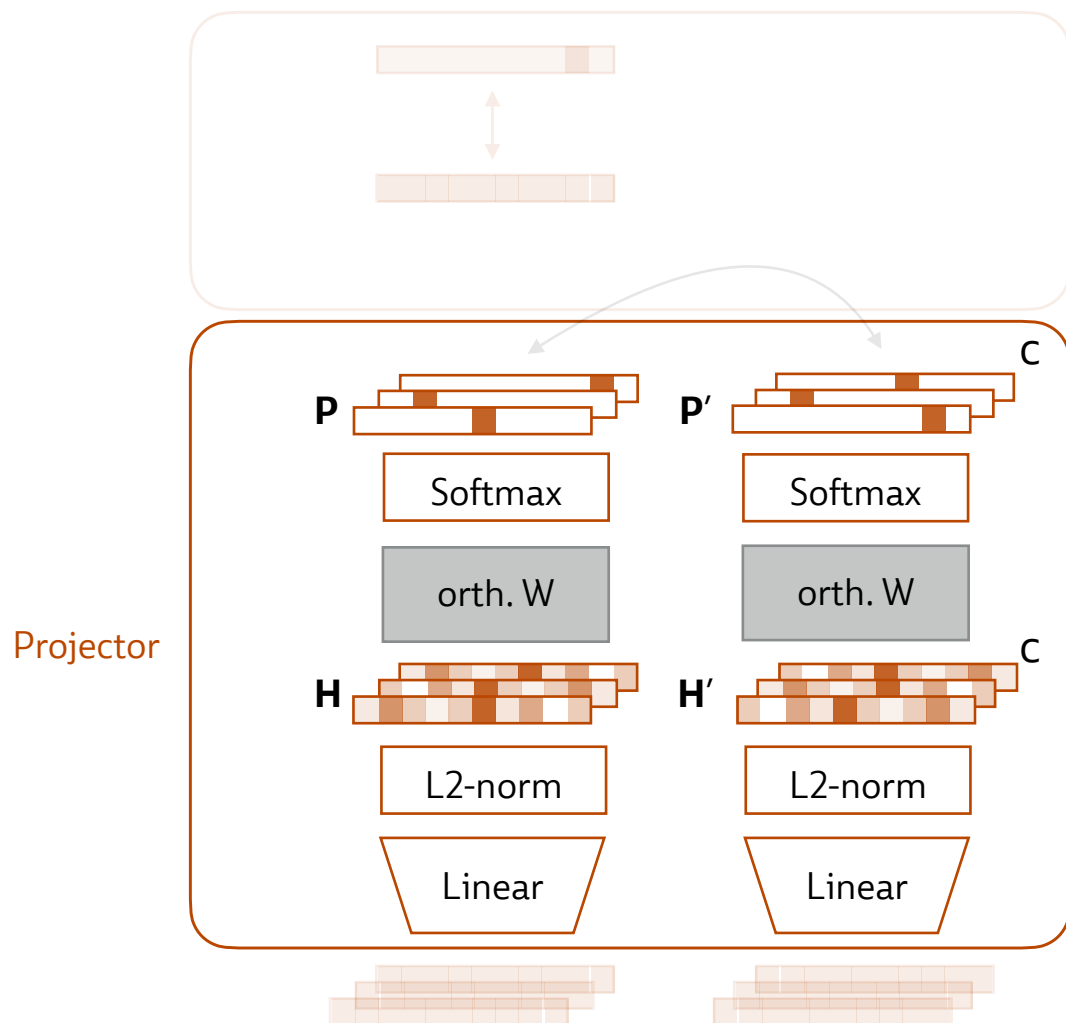 C
P P′
Softmax Softmax
orth. W orth. W
Projector
C
H H′
L2-norm L2-norm
Linear Linear